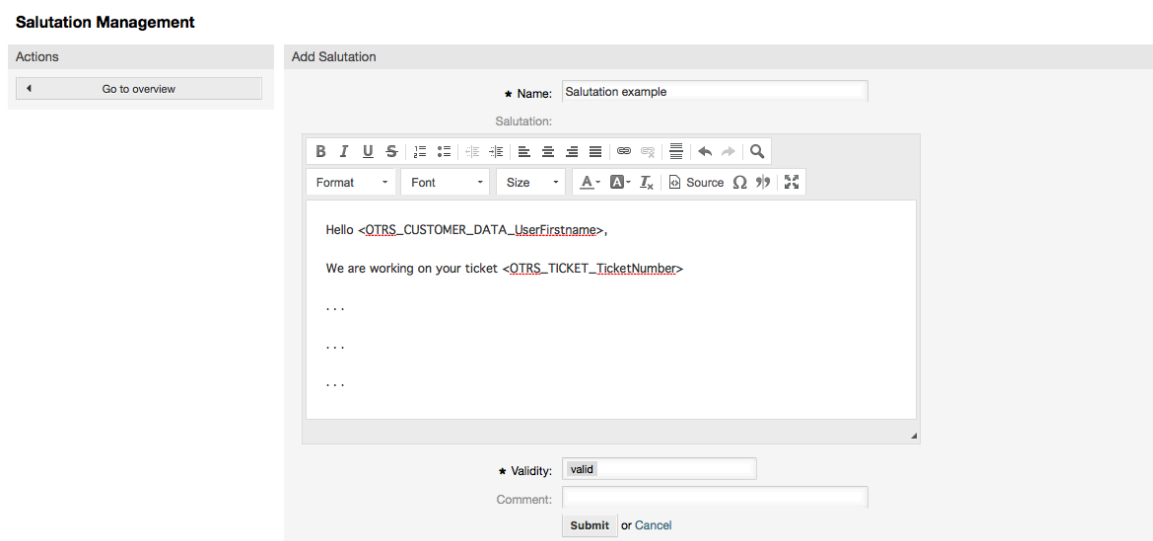 Salutation Management
Actions
Go to overview
Add Salutation
★ Name: Salutation example
Salutation:
B I U S
Format Font Size A A Ix Source Ω
Hello <OTRS_CUSTOMER_DATA_UserFirstname>,
We are working on your ticket <OTRS_TICKET_TicketNumber>
. . .
. . .
. . .
★ Validity: valid
Comment:
Submit or Cancel